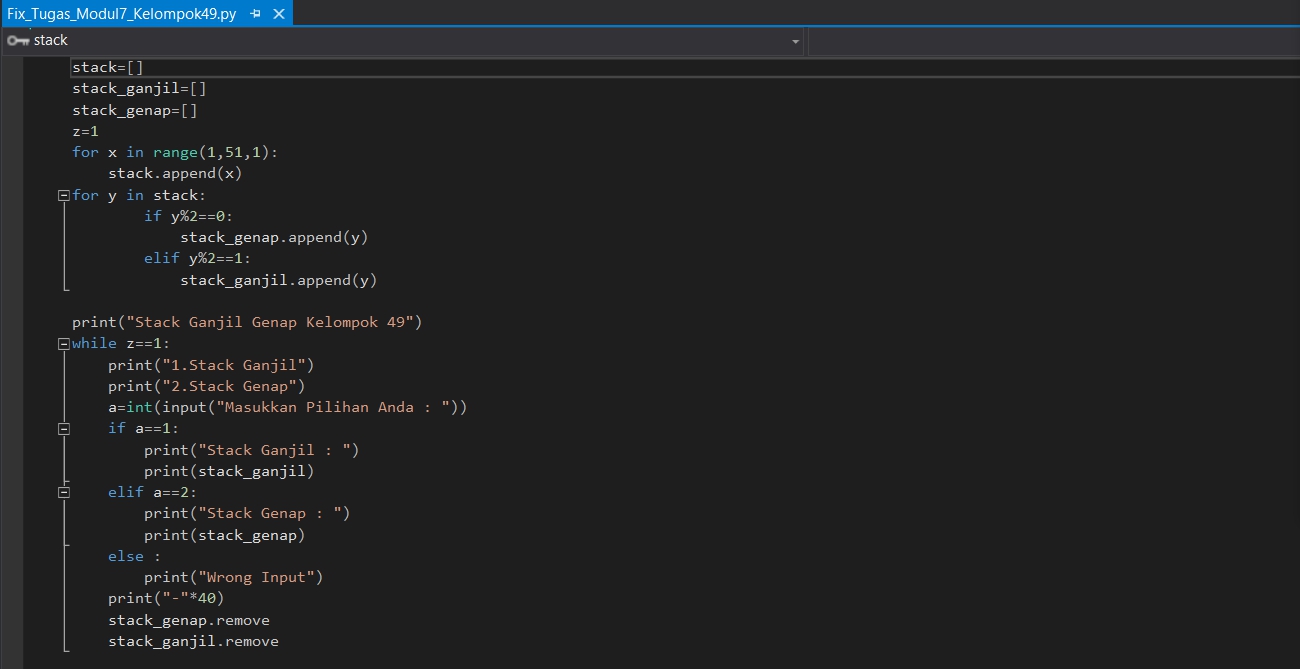 Fix_Tugas_Modul7_Kelompok49.py
stack
stack=[]
stack_ganjil=[]
stack_genap=[]
z=1
for x in range(1,51,1):
    stack.append(x)
for y in stack:
        if y%2==0:
            stack_genap.append(y)
        elif y%2==1:
            stack_ganjil.append(y)

print("Stack Ganjil Genap Kelompok 49")
while z==1:
    print("1.Stack Ganjil")
    print("2.Stack Genap")
    a=int(input("Masukkan Pilihan Anda : "))
    if a==1:
        print("Stack Ganjil : ")
        print(stack_ganjil)
    elif a==2:
        print("Stack Genap : ")
        print(stack_genap)
    else :
        print("Wrong Input")
    print("-"*40)
    stack_genap.remove
    stack_ganjil.remove